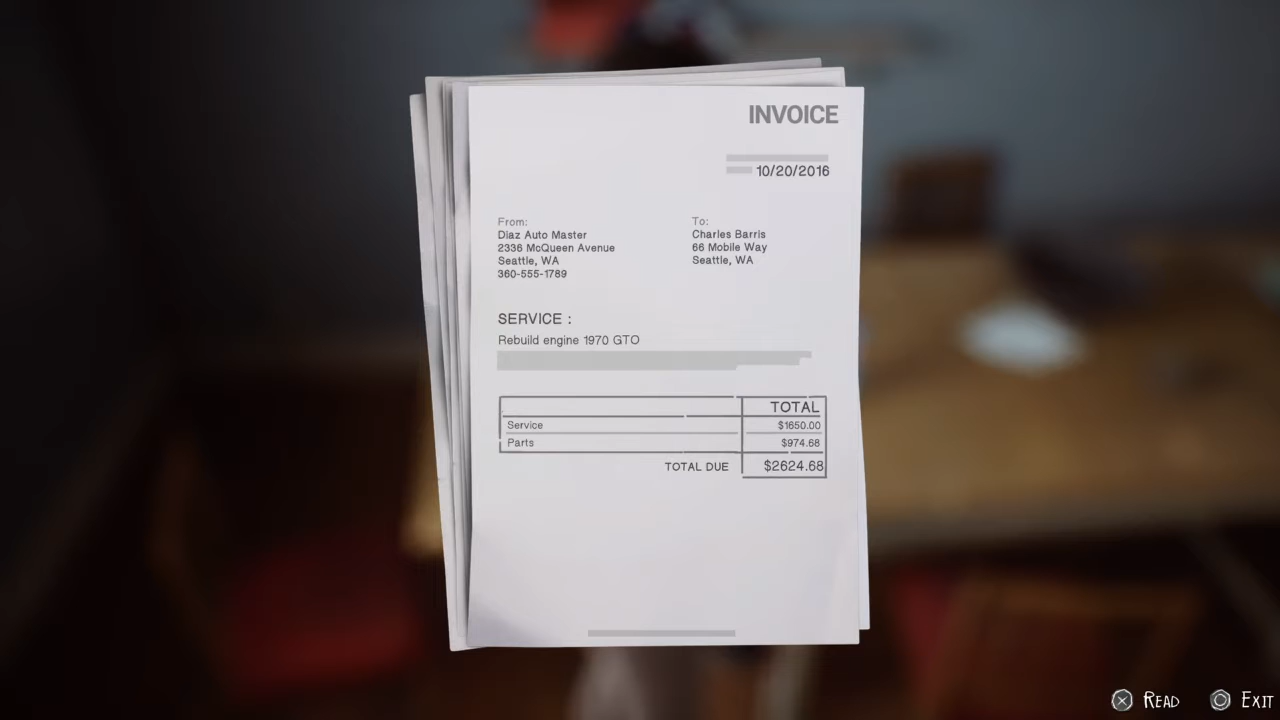 INVOICE
10/20/2016
From:
Diaz Auto Master
2336 McQueen Avenue
Seattle, WA
360-555-1789
To:
Charles Barris
66 Mobile Way
Seattle, WA
SERVICE :
Rebuild engine 1970 GTO
TOTAL
Service $1650.00
Parts $974.68
TOTAL DUE $2624.68
READ EXIT